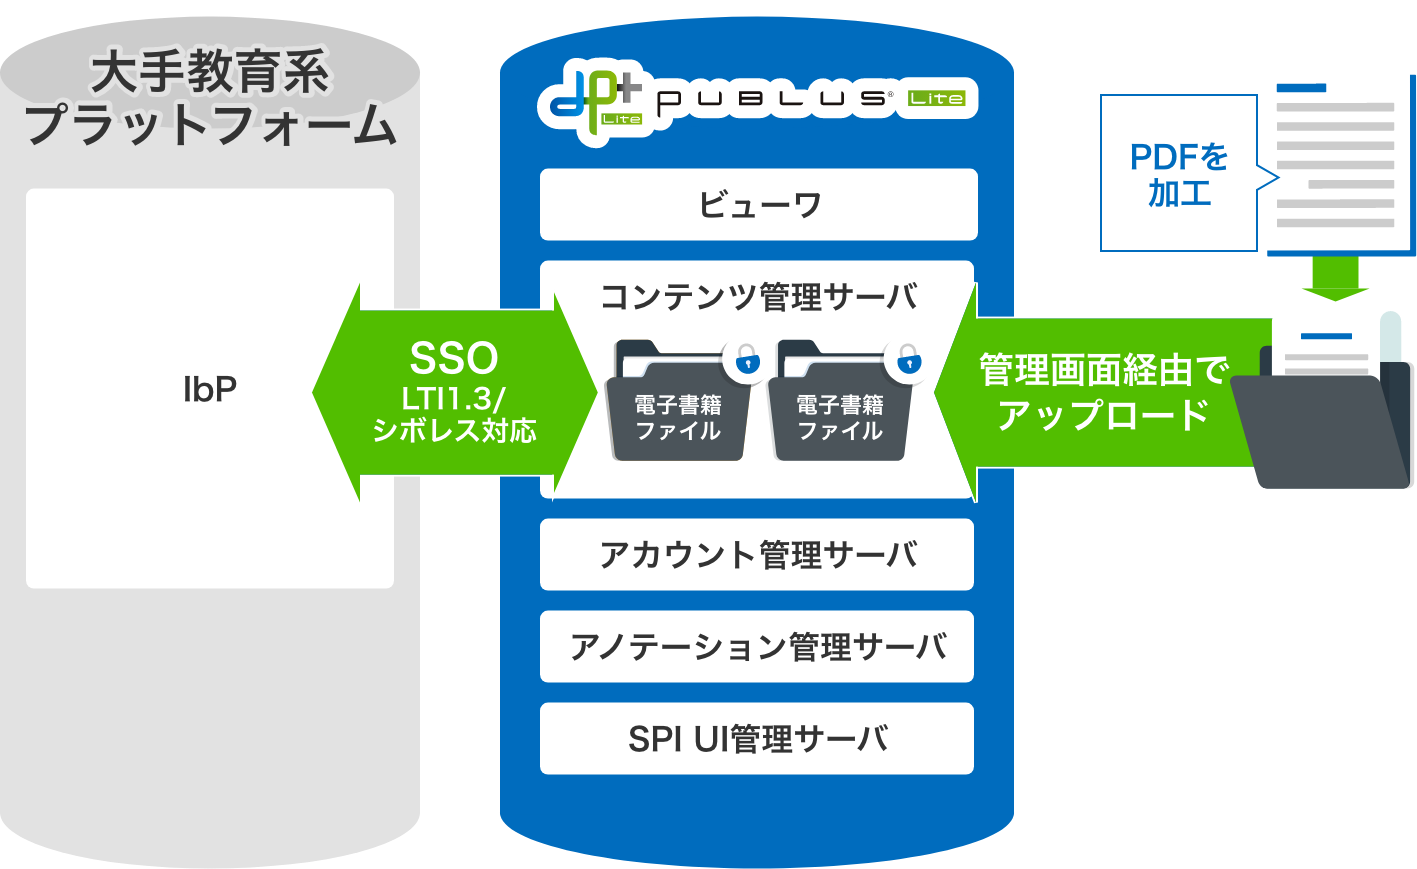 大手教育系
プラットフォーム
IbP
SSO
LTI1.3/
シボレス対応
dp+
Lite
PUBLUS® Lite
ビューワ
コンテンツ管理サーバ
電子書籍
ファイル
電子書籍
ファイル
アカウント管理サーバ
アノテーション管理サーバ
SPI UI管理サーバ
PDFを
加工
管理画面経由で
アップロード